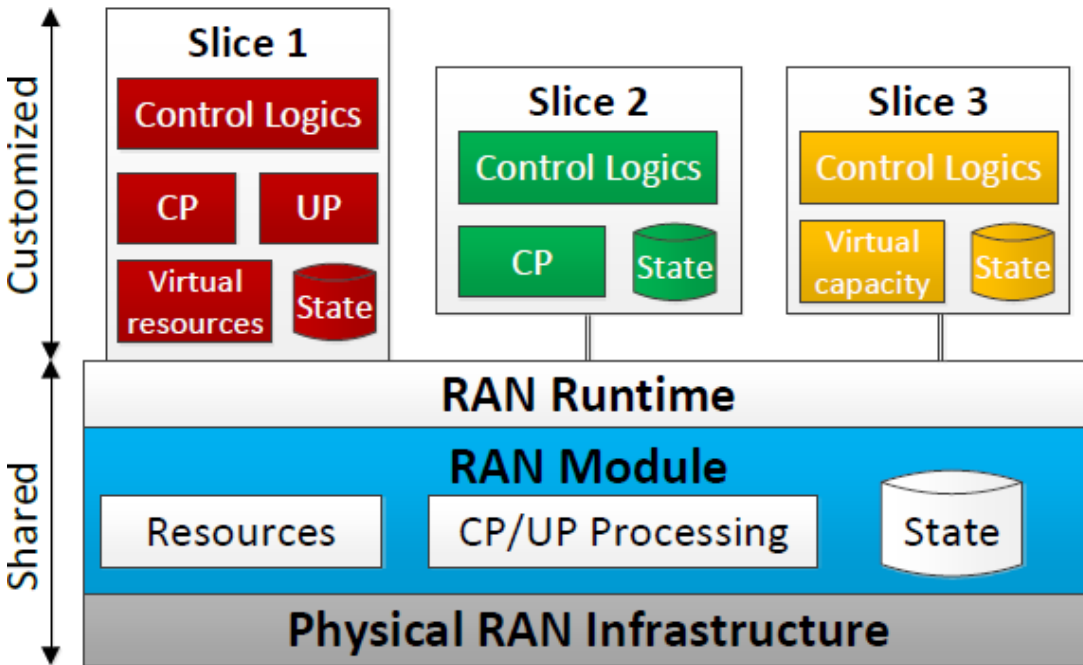 Customized
Slice 1
Control Logics
CP
UP
Virtual
resources
State
Slice 2
Control Logics
CP
State
Slice 3
Control Logics
Virtual
capacity
State
Shared
RAN Runtime
RAN Module
Resources
CP/UP Processing
State
Physical RAN Infrastructure